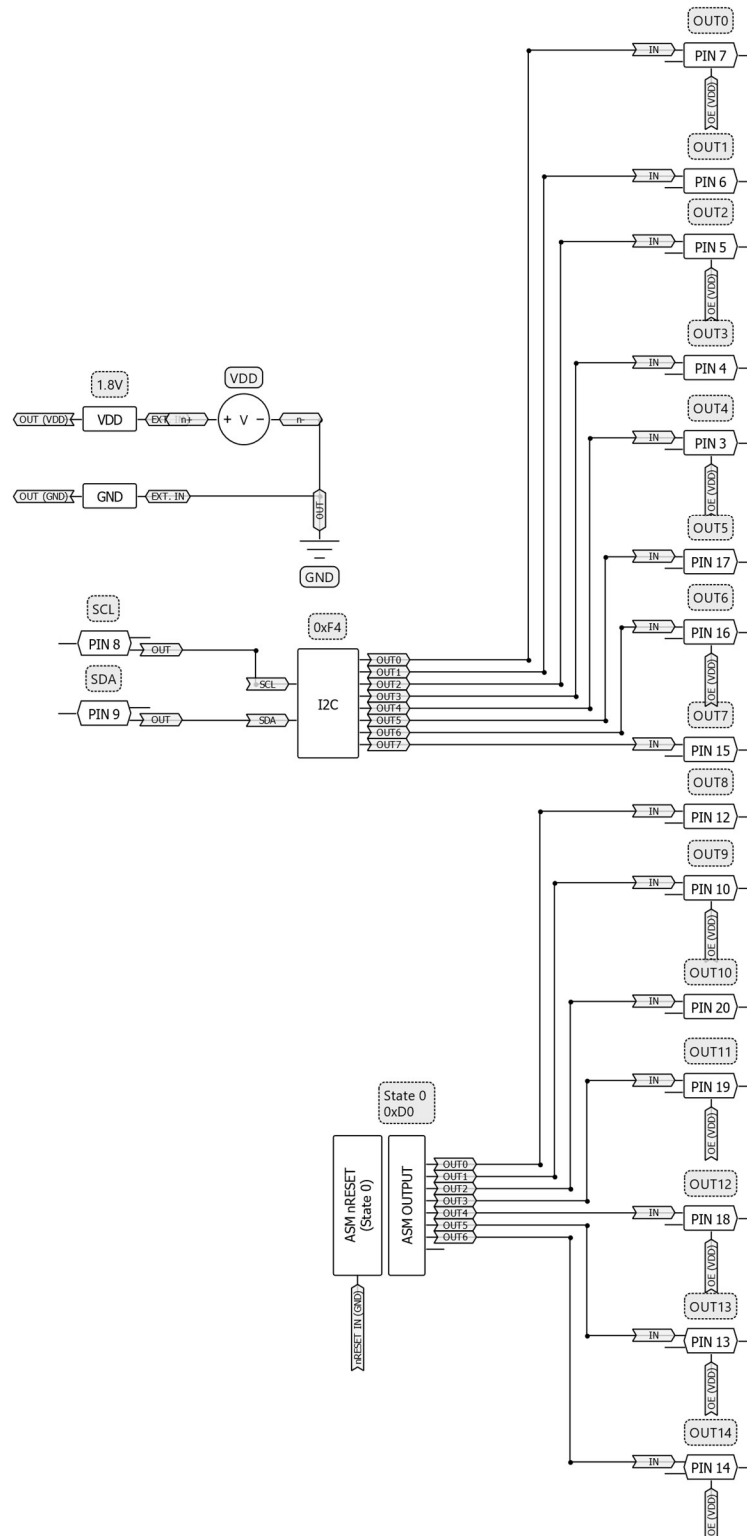 OUT0
IN
PIN 7
OE (VDD)
OUT1
IN
PIN 6
OUT2
IN
PIN 5
OE (VDD)
OUT3
IN
PIN 4
OUT4
IN
PIN 3
OE (VDD)
OUT5
IN
PIN 17
OUT6
IN
PIN 16
OE (VDD)
OUT7
IN
PIN 15
1.8V
OUT (VDD)
VDD
EXT.
n+
VDD
+ V −
n-
OUT (GND)
GND
EXT. IN
OUT
GND
SCL
PIN 8
OUT
SCL
SDA
PIN 9
OUT
SDA
0xF4
I2C
OUT0
OUT1
OUT2
OUT3
OUT4
OUT5
OUT6
OUT7
OUT8
IN
PIN 12
OUT9
IN
PIN 10
OE (VDD)
OUT10
IN
PIN 20
OUT11
IN
PIN 19
OE (VDD)
OUT12
IN
PIN 18
OE (VDD)
OUT13
IN
PIN 13
OE (VDD)
OUT14
IN
PIN 14
OE (VDD)
State 0
0xD0
ASM nRESET
(State 0)
nRESET IN (GND)
ASM OUTPUT
OUT0
OUT1
OUT2
OUT3
OUT4
OUT5
OUT6